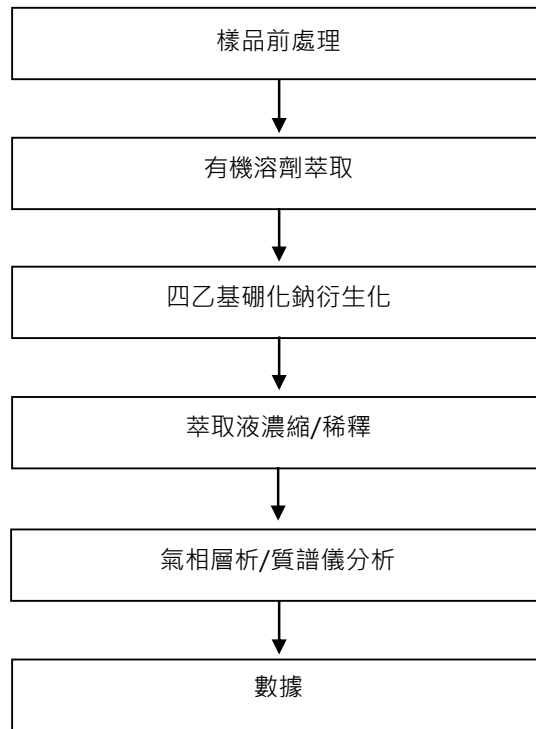 樣品前處理
有機溶劑萃取
四乙基硼化鈉衍生化
萃取液濃縮/稀釋
氣相層析/質譜儀分析
數據